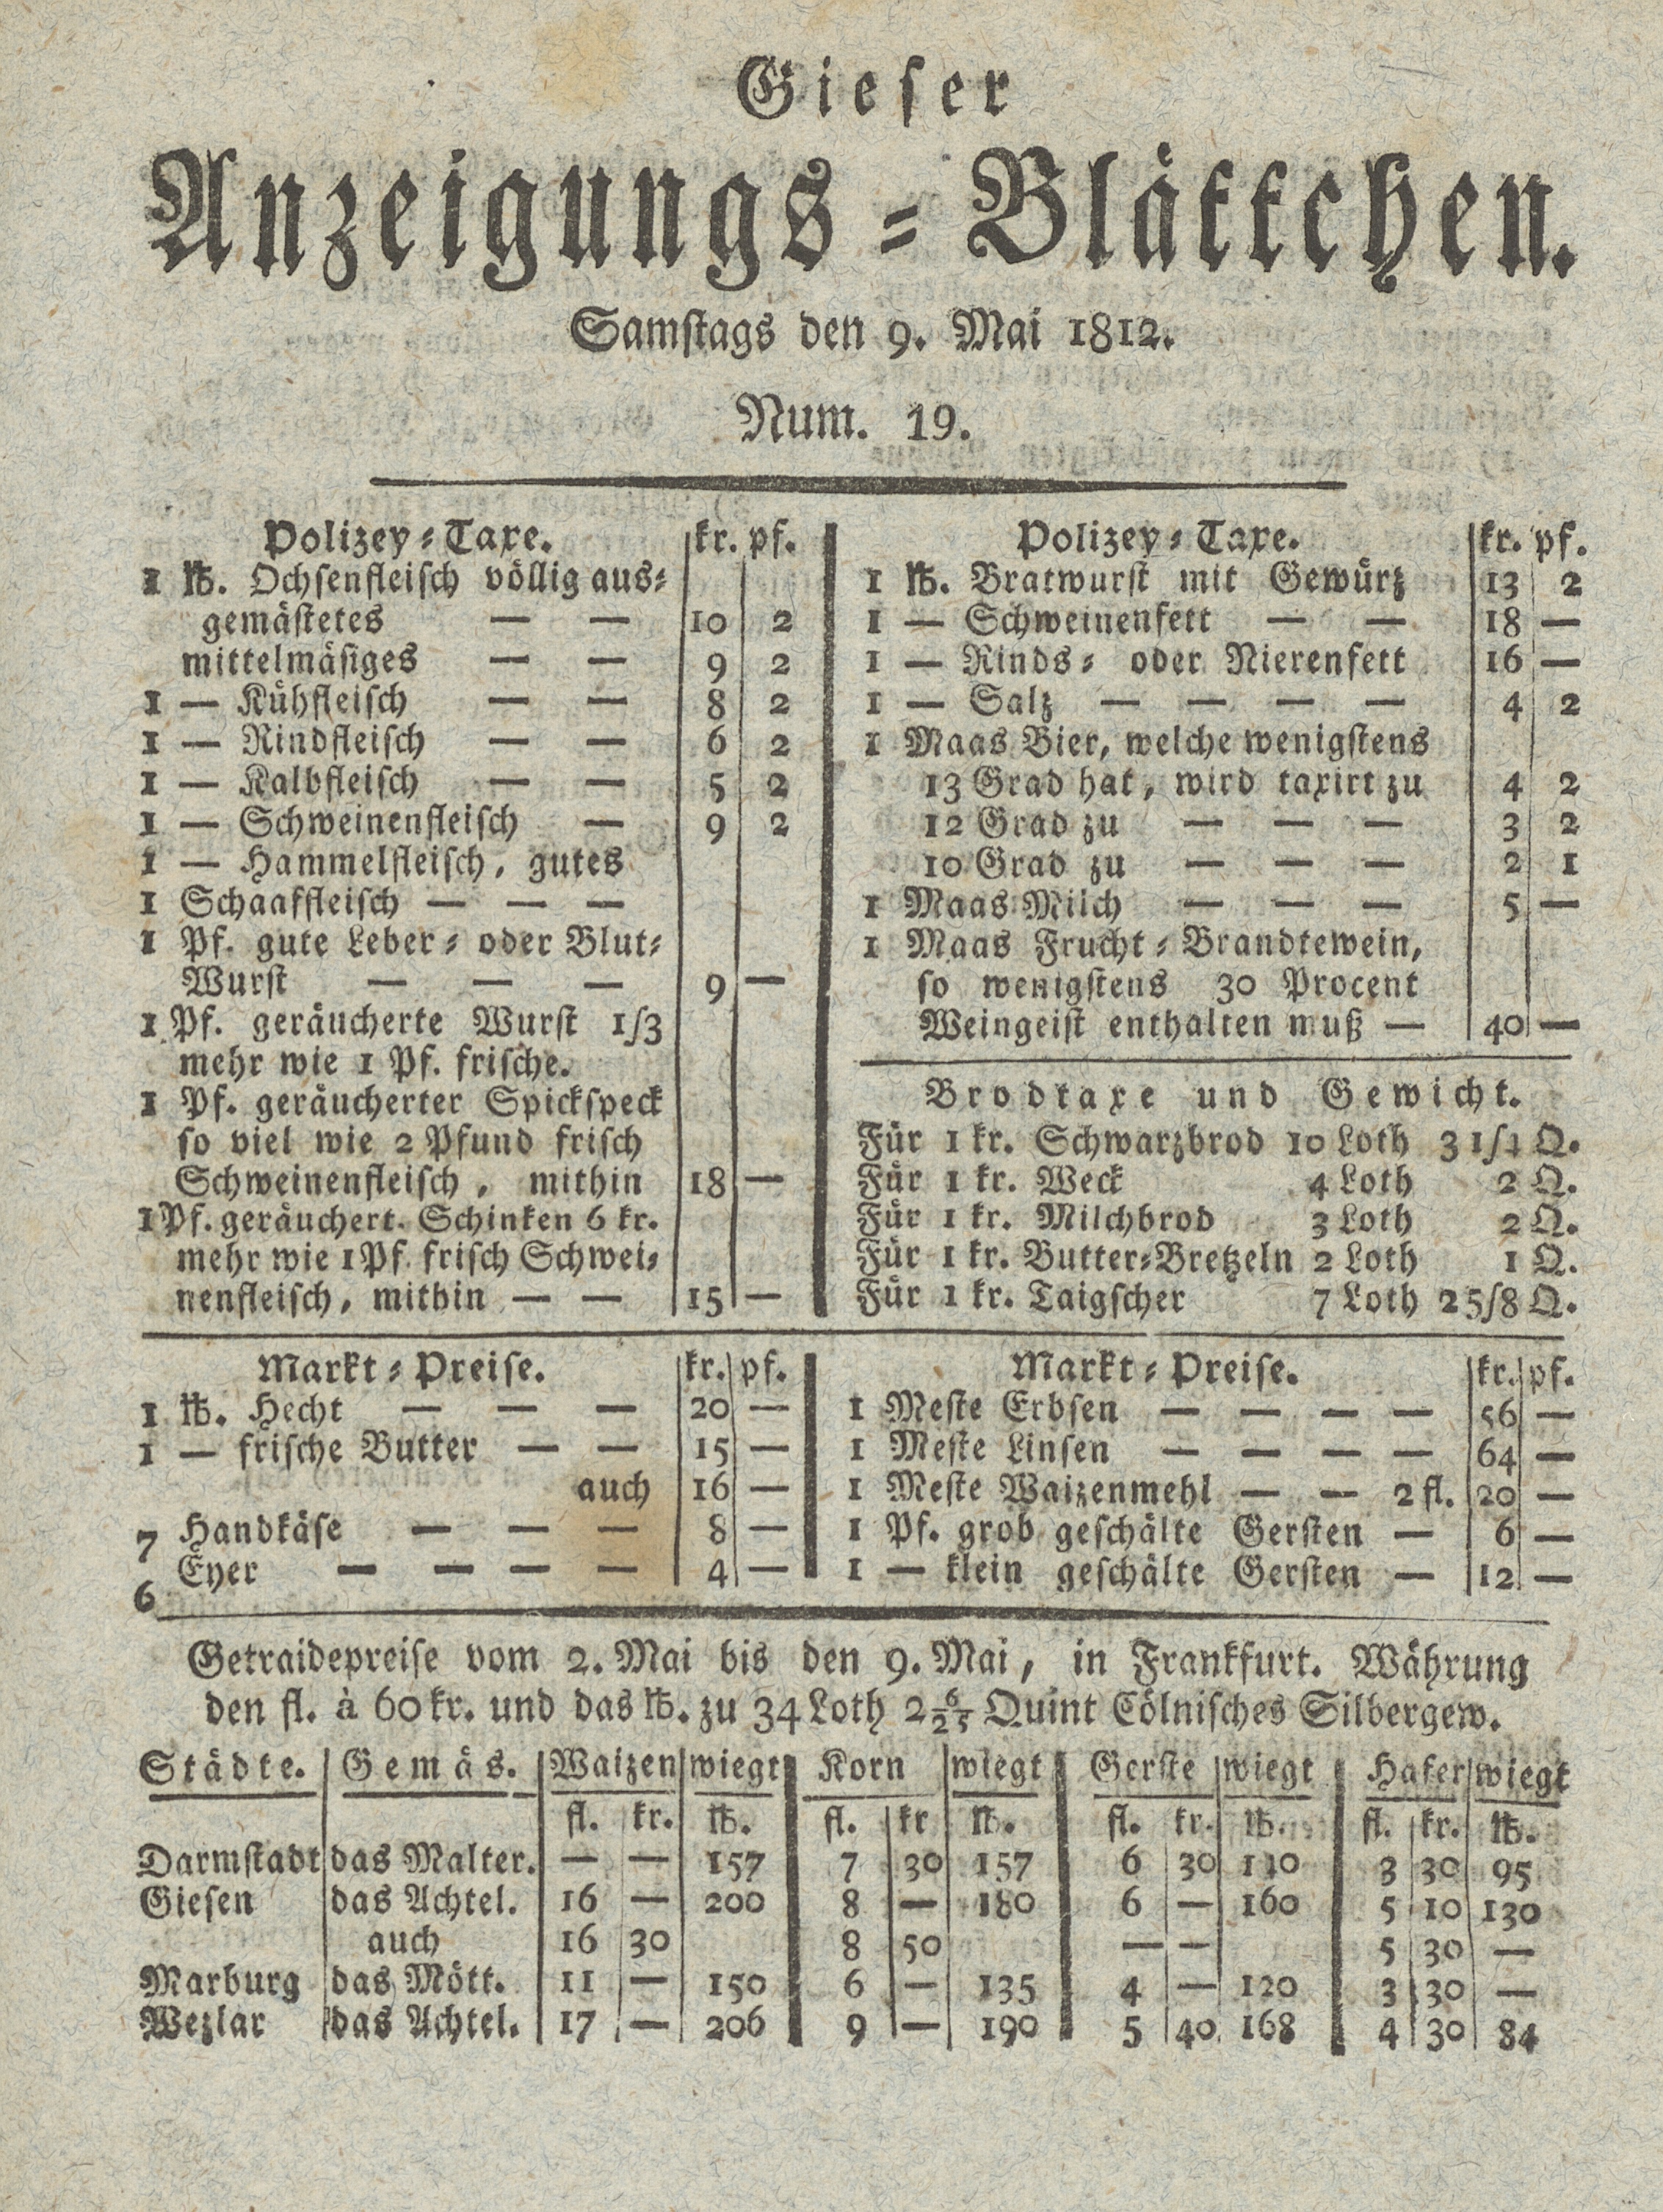 Gieser
Anzeigungs-Blättchen.
Samstags den 9. Mai 1812.
Num. 19.
Polizey-Taxe. kr. pf.
1 ℔. Ochsenfleisch völlig aus-
gemästetes — — 10 2
mittelmäsiges — — 9 2
1 — Kühfleisch — — 8 2
1 — Rindfleisch — — 6 2
1 — Kalbfleisch — — 5 2
1 — Schweinenfleisch — 9 2
1 — Hammelfleisch, gutes
1 Schaaffleisch — — —
1 Pf. gute Leber- oder Blut-
Wurst — — — 9 —
1 Pf. geräucherte Wurst 1/3
mehr wie 1 Pf. frische.
1 Pf. geräucherter Spickspeck
so viel wie 2 Pfund frisch
Schweinenfleisch, mithin 18 —
1 Pf. geräuchert. Schinken 6 kr.
mehr wie 1 Pf. frisch Schwei-
nenfleisch, mithin — — 15 —
Polizey-Taxe. kr. pf.
1 ℔. Bratwurst mit Gewürz 13 2
1 — Schweinenfett — — 18 —
1 — Rinds- oder Nierenfett 16 —
1 — Salz — — — — 4 2
1 Maas Bier, welche wenigstens
13 Grad hat, wird taxirt zu 4 2
12 Grad zu — — — 3 2
10 Grad zu — — — 2 1
1 Maas Milch — — — 5 —
1 Maas Frucht-Brandtewein,
so wenigstens 30 Procent
Weingeist enthalten muß — 40 —
Brodtaxe und Gewicht.
Für 1 kr. Schwarzbrod 10 Loth 3 1/4 Q.
Für 1 kr. Weck 4 Loth 2 Q.
Für 1 kr. Milchbrod 3 Loth 2 Q.
Für 1 kr. Butter-Bretzeln 2 Loth 1 Q.
Für 1 kr. Taigscher 7 Loth 2 5/8 Q.
Markt-Preise. kr. pf.
1 ℔. Hecht — — — 20 —
1 — frische Butter — — 15 —
auch 16 —
7 Handkäse — — — 8 —
6 Eyer — — — — 4 —
Markt-Preise. kr. pf.
1 Meste Erbsen — — — — 56 —
1 Meste Linsen — — — — 64 —
1 Meste Waizenmehl — — 2 fl. 20 —
1 Pf. grob geschälte Gersten — 6 —
1 — klein geschälte Gersten — 12 —
Getraidepreise vom 2. Mai bis den 9. Mai, in Frankfurt. Währung
den fl. à 60 kr. und das ℔. zu 34 Loth 2 6/25 Quint Cölnisches Silbergew.
Städte. Gemäs. Waizen wiegt Korn wiegt Gerste wiegt Hafer wiegt
fl. kr. ℔. fl. kr ℔. fl. kr. ℔. fl. kr. ℔.
Darmstadt das Malter. — — 157 7 30 157 6 30 3 30 95
Giesen das Achtel. 16 — 200 8 — 180 6 — 160 5 10 130
auch 16 30 8 50 — — 5 30 —
Marburg das Mött. 11 — 150 6 — 135 4 — 120 3 30 —
Wezlar das Achtel. 17 — 206 9 — 190 5 40 168 4 30 84